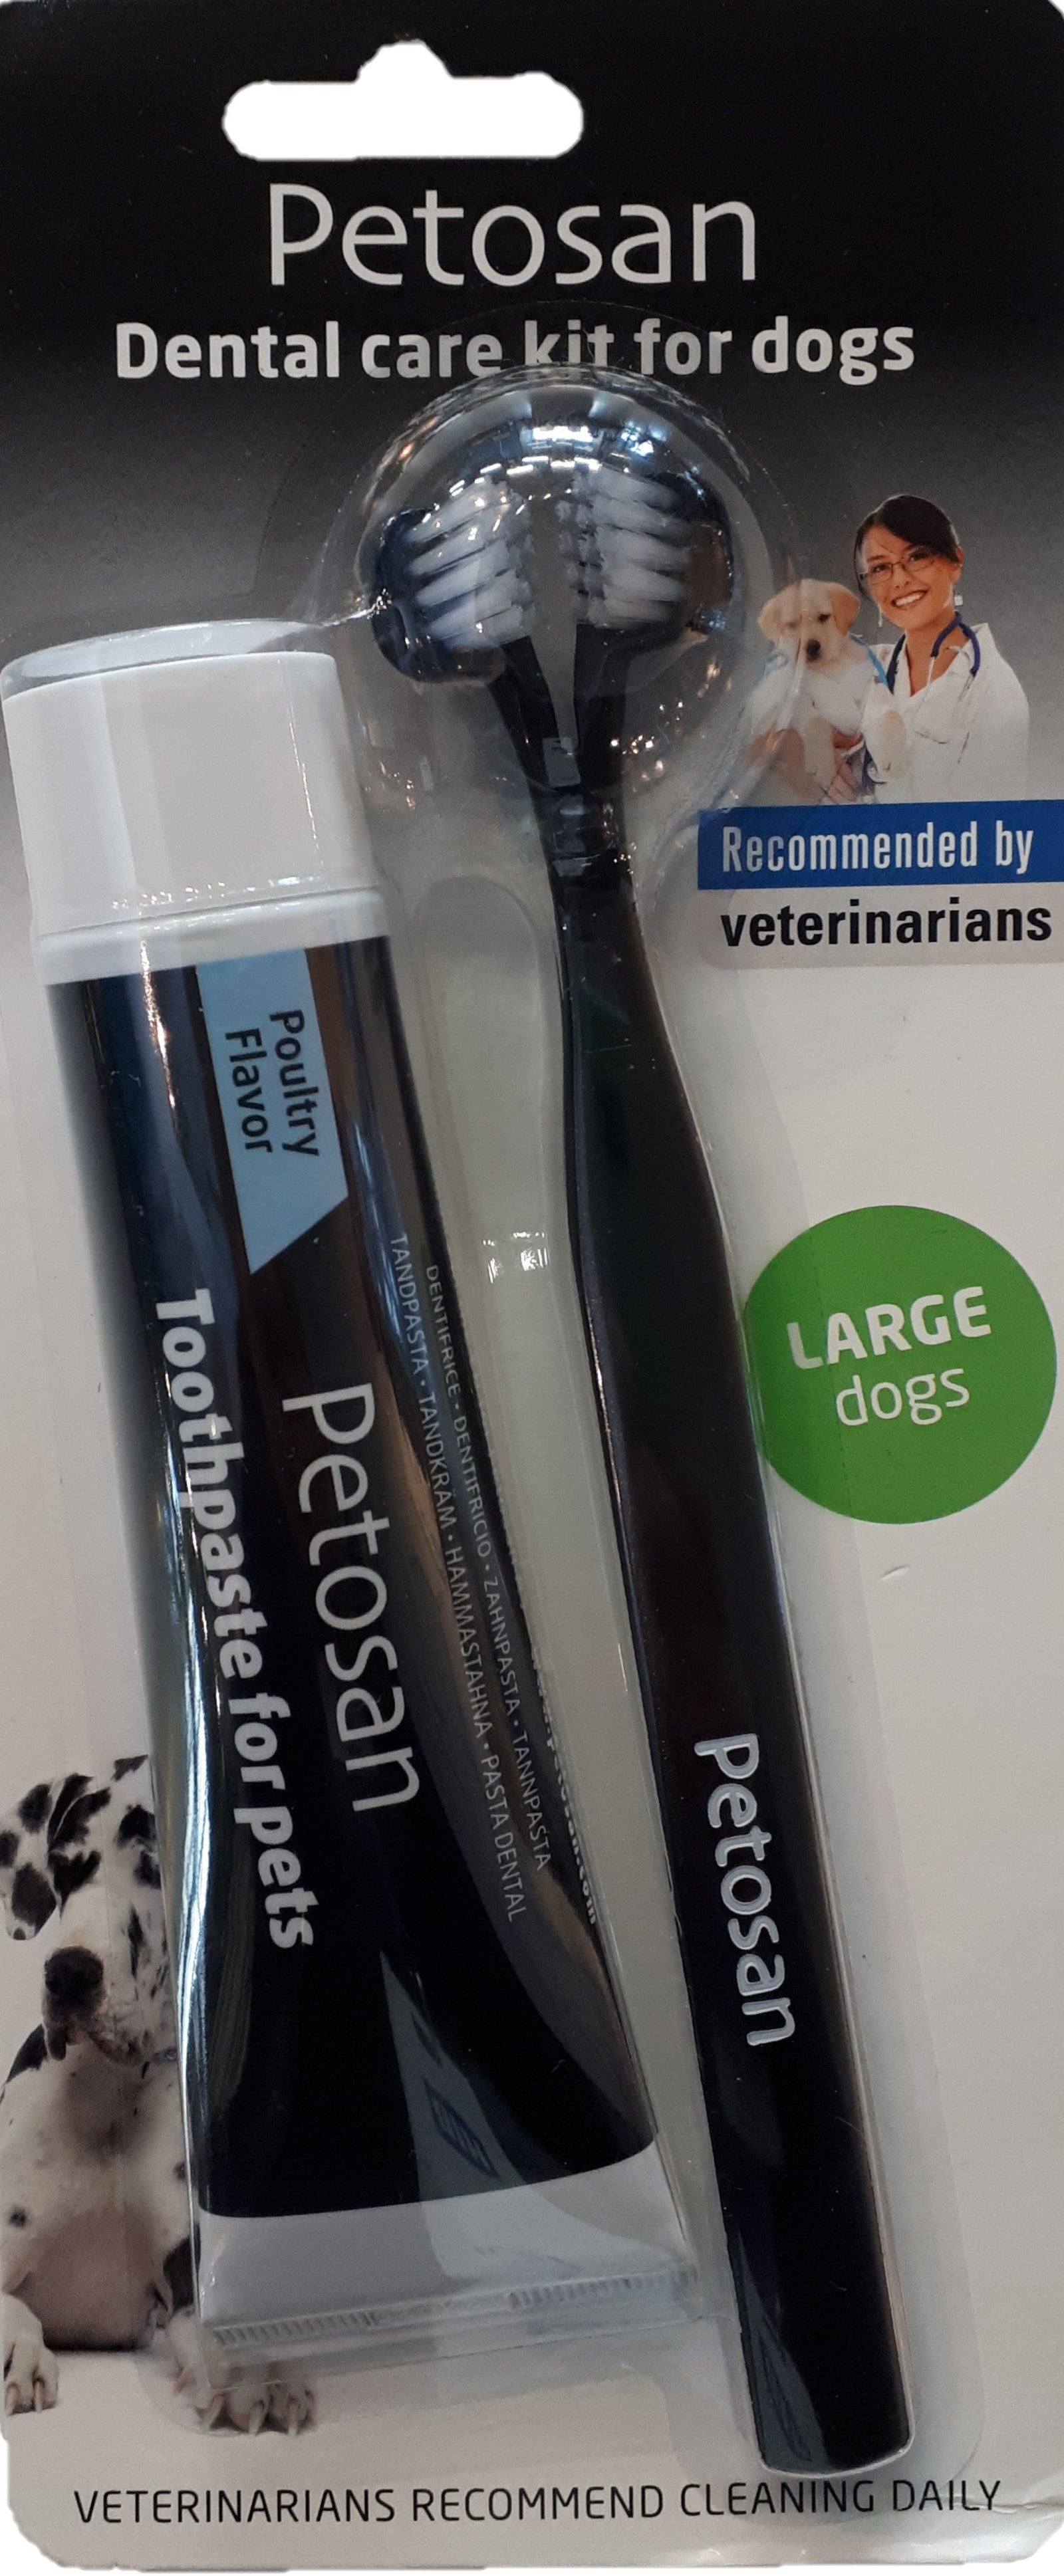 Petosan
Dental care kit for dogs
Recommended by
veterinarians
Poultry
Flavor
LARGE
dogs
DENTIFRICE • DENTIFRICIO • ZAHNPASTA • TANNPASTA
TANDPASTA • TANDKRÄM • HAMMASTAHNA • PASTA DENTAL
Petosan
Toothpaste for pets
Petosan
VETERINARIANS RECOMMEND CLEANING DAILY